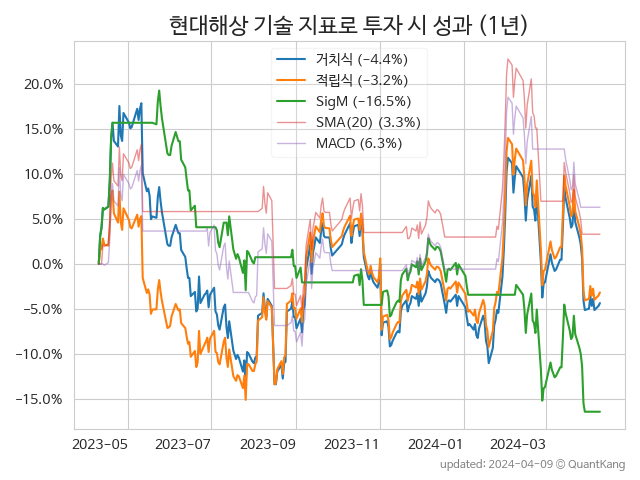 현대해상 기술 지표로 투자 시 성과 (1년)
거치식 (−4.4%)
적립식 (−3.2%)
SigM (−16.5%)
SMA(20) (3.3%)
MACD (6.3%)
20.0%
15.0%
10.0%
5.0%
0.0%
−5.0%
−10.0%
−15.0%
2023-05 2023-07 2023-09 2023-11 2024-01 2024-03
updated: 2024-04-09 © QuantKang